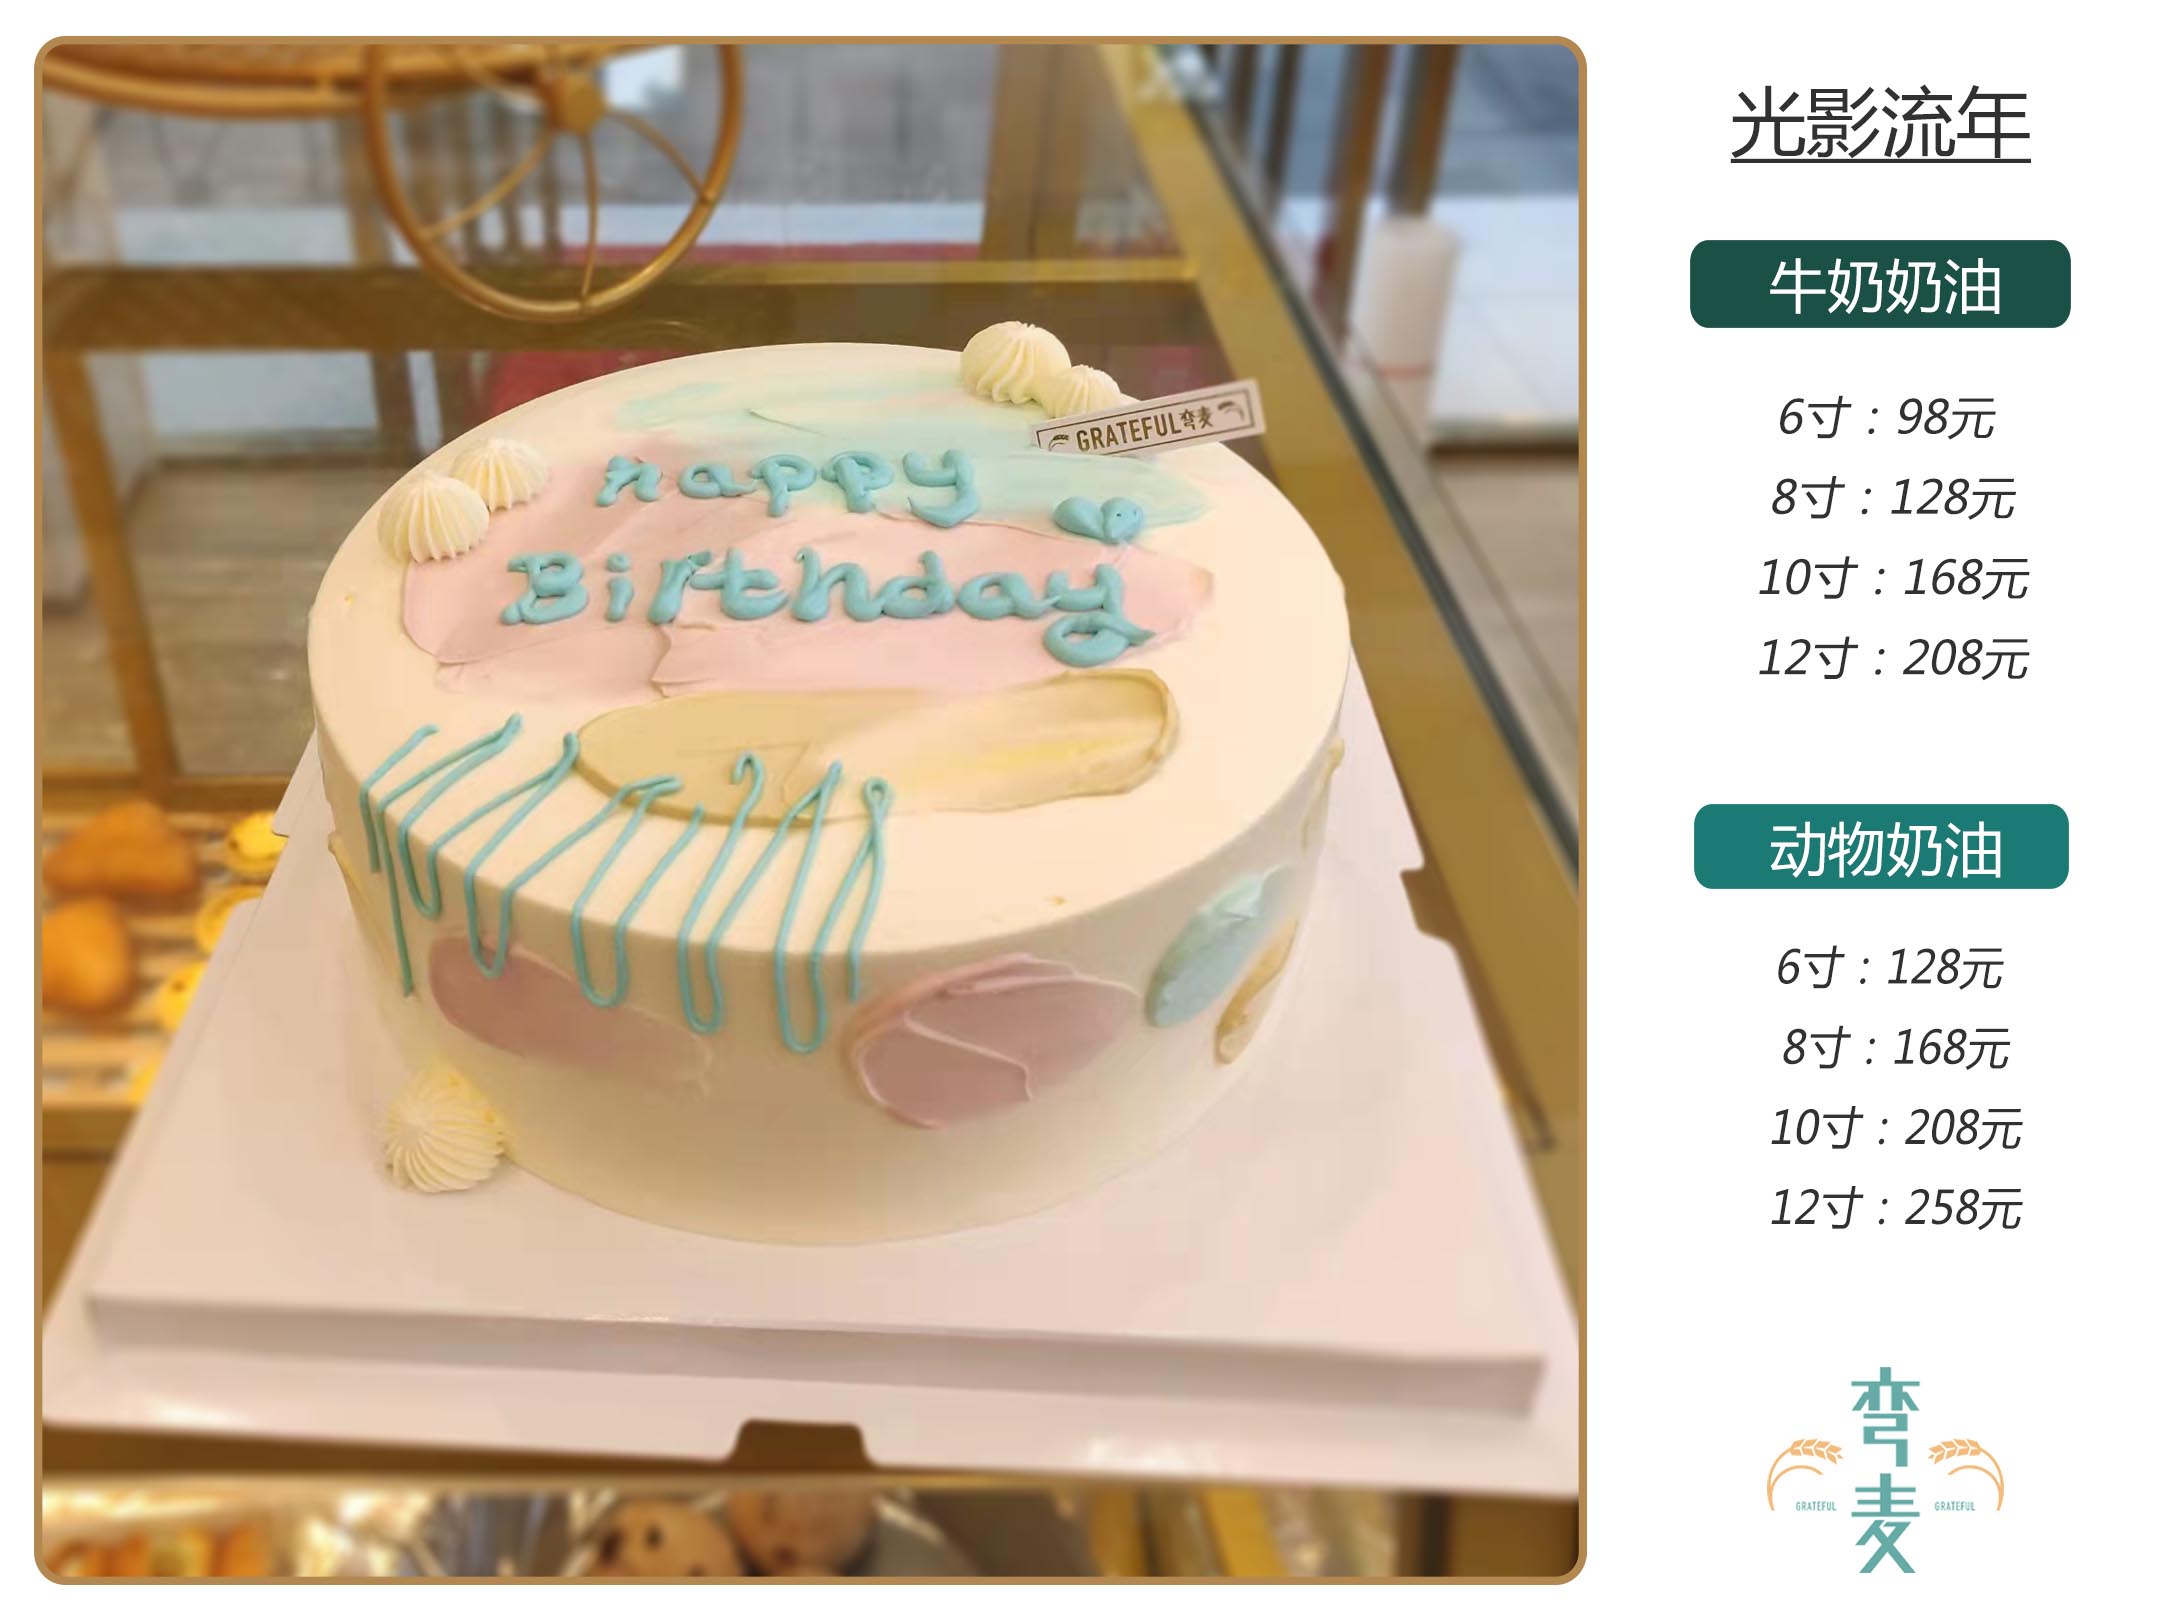 GRATEFUL弯麦
happy
Birthday
光影流年
牛奶奶油
6寸：98元
8寸：128元
10寸：168元
12寸：208元
动物奶油
6寸：128元
8寸：168元
10寸：208元
12寸：258元
弯
麦
GRATEFUL
GRATEFUL